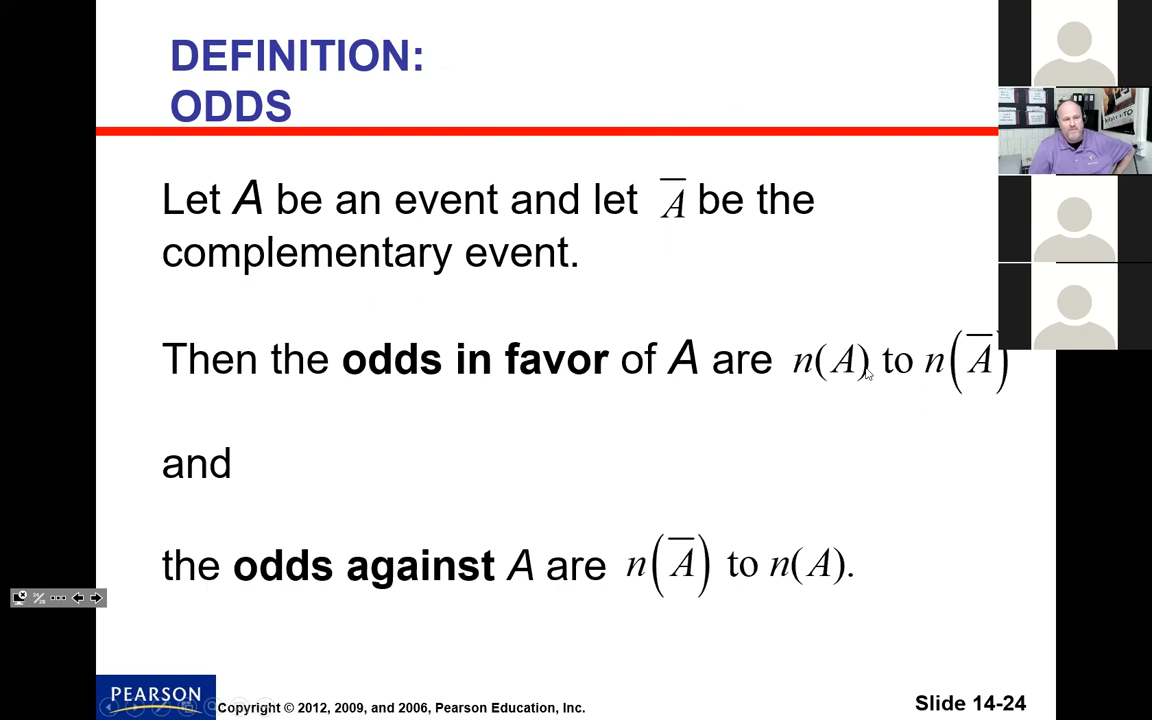 DEFINITION:
ODDS
Let A be an event and let A̅ be the
complementary event.
Then the odds in favor of A are n(A) to n(A̅)
and
the odds against A are n(A̅) to n(A).
PEARSON
Copyright © 2012, 2009, and 2006, Pearson Education, Inc.
Slide 14-24